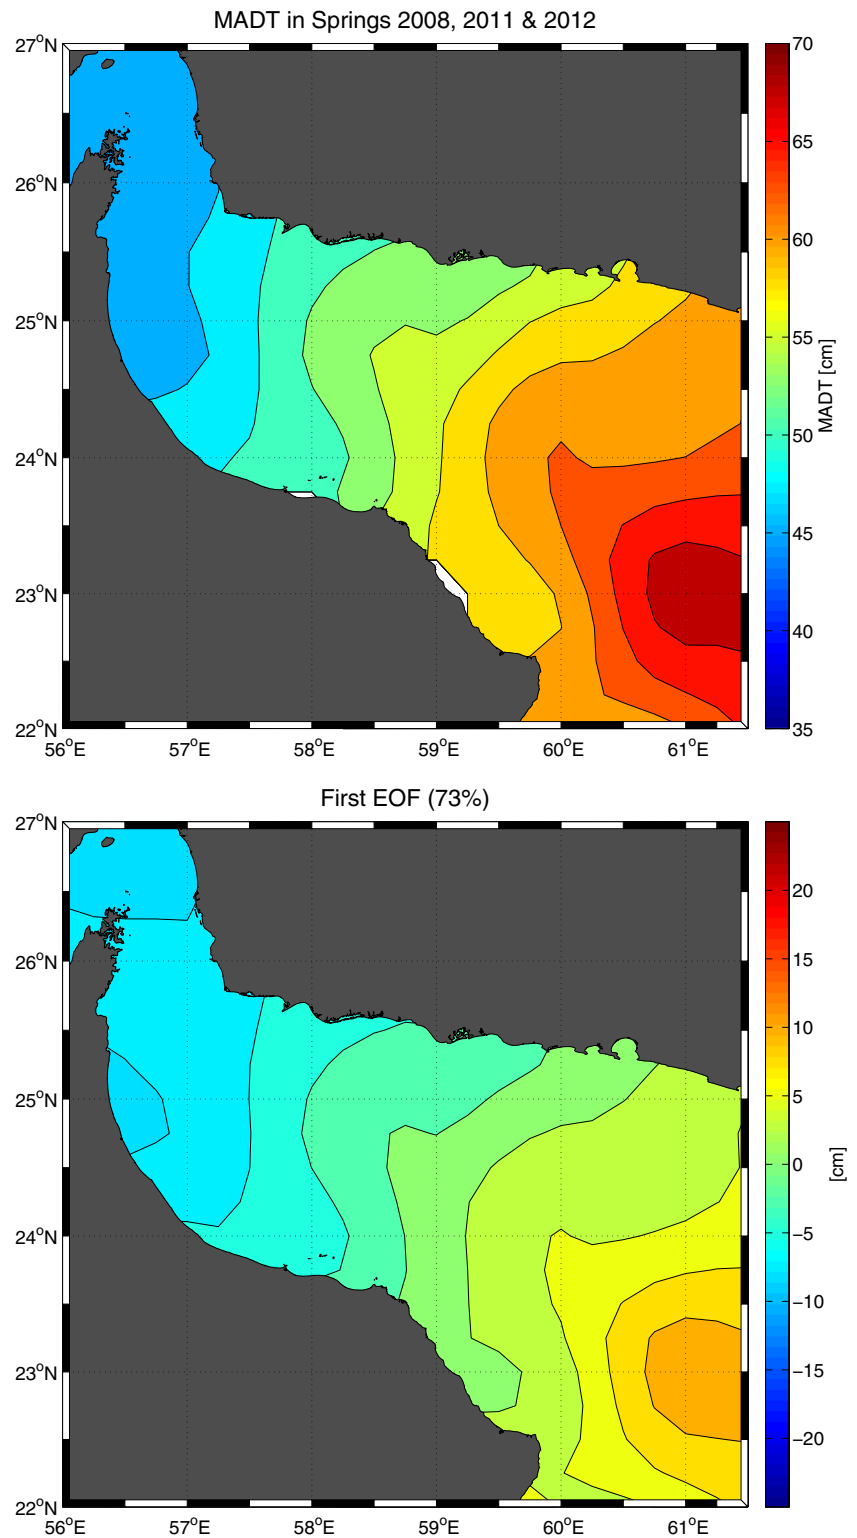 MADT in Springs 2008, 2011 & 2012
27°N
26°N
25°N
24°N
23°N
22°N
56°E 57°E 58°E 59°E 60°E 61°E
70
65
60
55
50
45
40
35
MADT [cm]
First EOF (73%)
27°N
26°N
25°N
24°N
23°N
22°N
56°E 57°E 58°E 59°E 60°E 61°E
20
15
10
5
0
−5
−10
−15
−20
[cm]